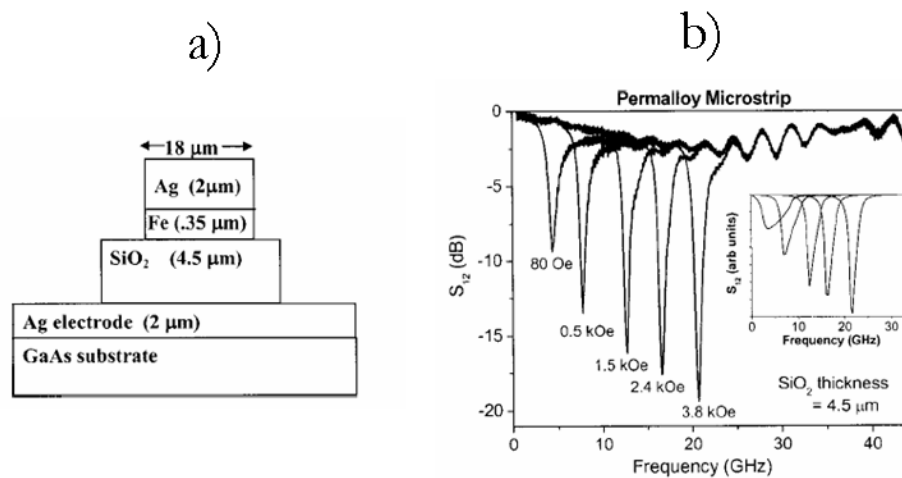 a)
18 µm
Ag (2µm)
Fe (.35 µm)
SiO2 (4.5 µm)
Ag electrode (2 µm)
GaAs substrate
b)
Permalloy Microstrip
0
-5
-10
-15
-20
S12 (dB)
80 Oe
0.5 kOe
1.5 kOe
2.4 kOe
3.8 kOe
S12 (arb units)
0 10 20 30
Frequency (GHz)
SiO2 thickness
= 4.5 µm
0 10 20 30 40
Frequency (GHz)